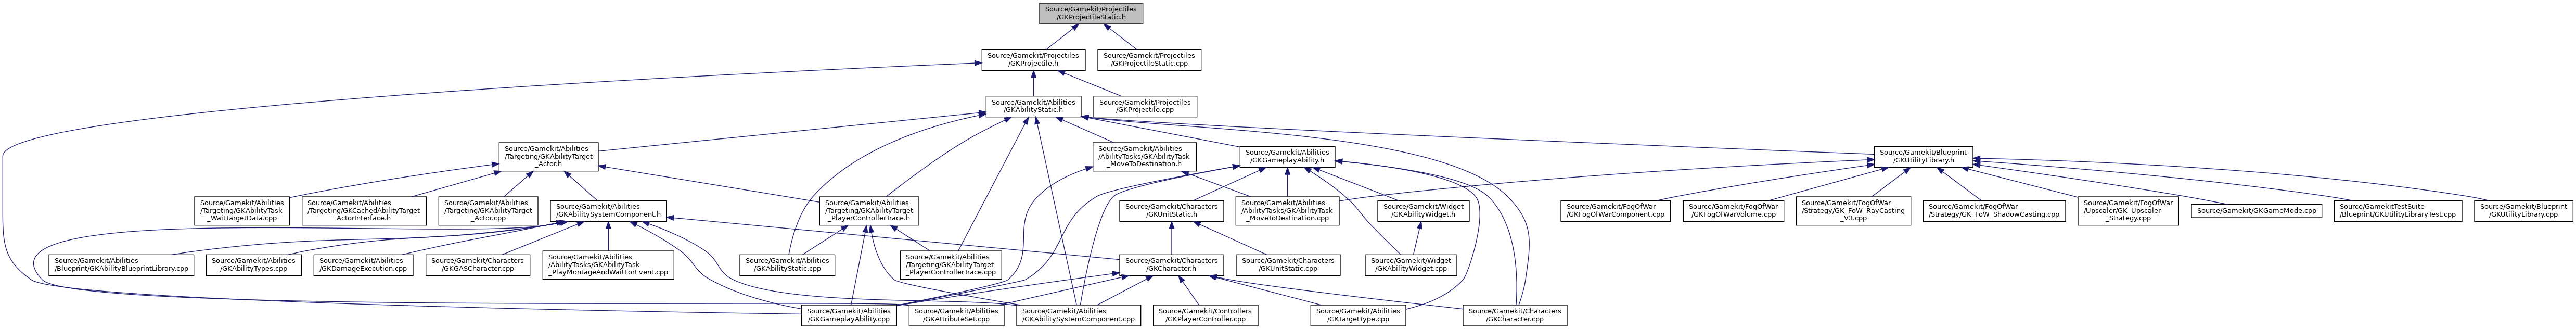 Source/Gamekit/Projectiles
/GKProjectileStatic.h
Source/Gamekit/Projectiles
/GKProjectile.h
Source/Gamekit/Projectiles
/GKProjectileStatic.cpp
Source/Gamekit/Abilities
/GKAbilityStatic.h
Source/Gamekit/Projectiles
/GKProjectile.cpp
Source/Gamekit/Abilities
/Targeting/GKAbilityTarget
_Actor.h
Source/Gamekit/Abilities
/AbilityTasks/GKAbilityTask
_MoveToDestination.h
Source/Gamekit/Abilities
/GKGameplayAbility.h
Source/Gamekit/Blueprint
/GKUtilityLibrary.h
Source/Gamekit/Abilities
/Targeting/GKAbilityTask
_WaitTargetData.cpp
Source/Gamekit/Abilities
/Targeting/GKCachedAbilityTarget
ActorInterface.h
Source/Gamekit/Abilities
/Targeting/GKAbilityTarget
_Actor.cpp
Source/Gamekit/Abilities
/GKAbilitySystemComponent.h
Source/Gamekit/Abilities
/Targeting/GKAbilityTarget
_PlayerControllerTrace.h
Source/Gamekit/Characters
/GKUnitStatic.h
Source/Gamekit/Abilities
/AbilityTasks/GKAbilityTask
_MoveToDestination.cpp
Source/Gamekit/Widget
/GKAbilityWidget.h
Source/Gamekit/FogOfWar
/GKFogOfWarComponent.cpp
Source/Gamekit/FogOfWar
/GKFogOfWarVolume.cpp
Source/Gamekit/FogOfWar
/Strategy/GK_FoW_RayCasting
_V3.cpp
Source/Gamekit/FogOfWar
/Strategy/GK_FoW_ShadowCasting.cpp
Source/Gamekit/FogOfWar
/Upscaler/GK_Upscaler
_Strategy.cpp
Source/Gamekit/GKGameMode.cpp
Source/GamekitTestSuite
/Blueprint/GKUtilityLibraryTest.cpp
Source/Gamekit/Blueprint
/GKUtilityLibrary.cpp
Source/Gamekit/Abilities
/Blueprint/GKAbilityBlueprintLibrary.cpp
Source/Gamekit/Abilities
/GKAbilityTypes.cpp
Source/Gamekit/Abilities
/GKDamageExecution.cpp
Source/Gamekit/Characters
/GKGASCharacter.cpp
Source/Gamekit/Abilities
/AbilityTasks/GKAbilityTask
_PlayMontageAndWaitForEvent.cpp
Source/Gamekit/Abilities
/GKAbilityStatic.cpp
Source/Gamekit/Abilities
/Targeting/GKAbilityTarget
_PlayerControllerTrace.cpp
Source/Gamekit/Characters
/GKCharacter.h
Source/Gamekit/Characters
/GKUnitStatic.cpp
Source/Gamekit/Widget
/GKAbilityWidget.cpp
Source/Gamekit/Abilities
/GKGameplayAbility.cpp
Source/Gamekit/Abilities
/GKAttributeSet.cpp
Source/Gamekit/Abilities
/GKAbilitySystemComponent.cpp
Source/Gamekit/Controllers
/GKPlayerController.cpp
Source/Gamekit/Abilities
/GKTargetType.cpp
Source/Gamekit/Characters
/GKCharacter.cpp